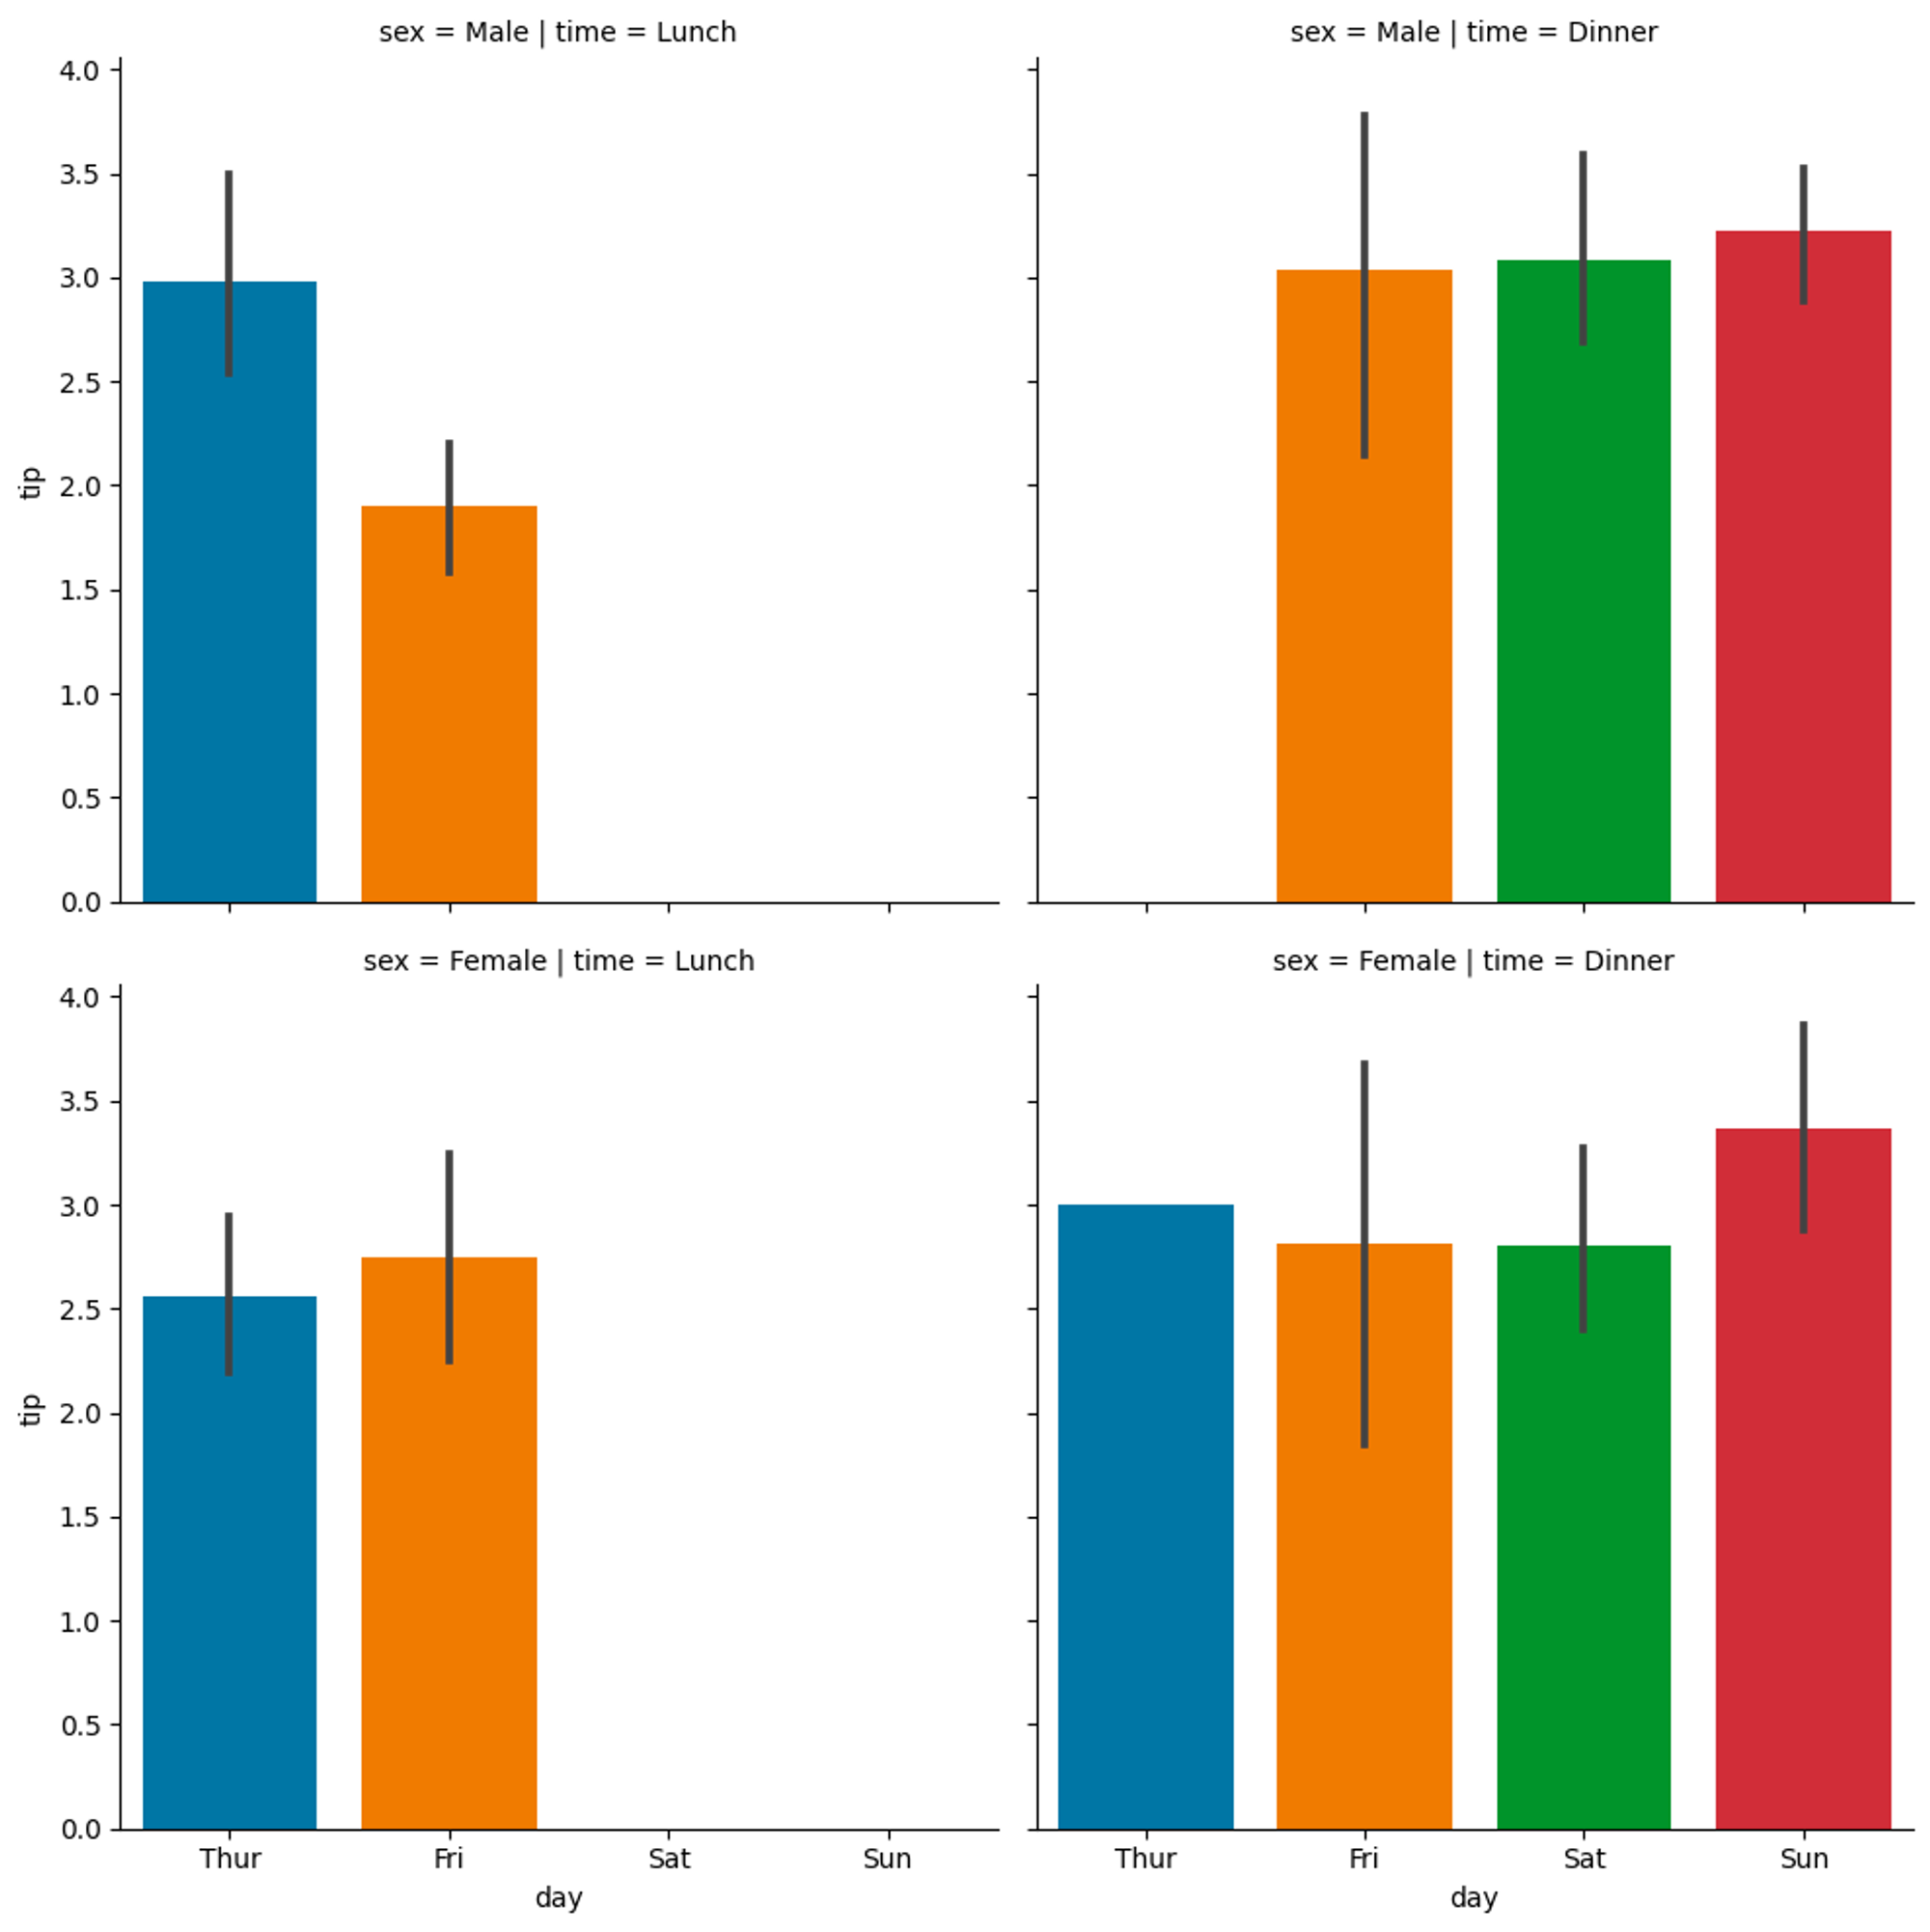 sex = Male | time = Lunch
sex = Male | time = Dinner
4.0
3.5
3.0
2.5
2.0
1.5
1.0
0.5
0.0
tip
sex = Female | time = Lunch
sex = Female | time = Dinner
4.0
3.5
3.0
2.5
2.0
1.5
1.0
0.5
0.0
tip
Thur Fri Sat Sun
day
Thur Fri Sat Sun
day